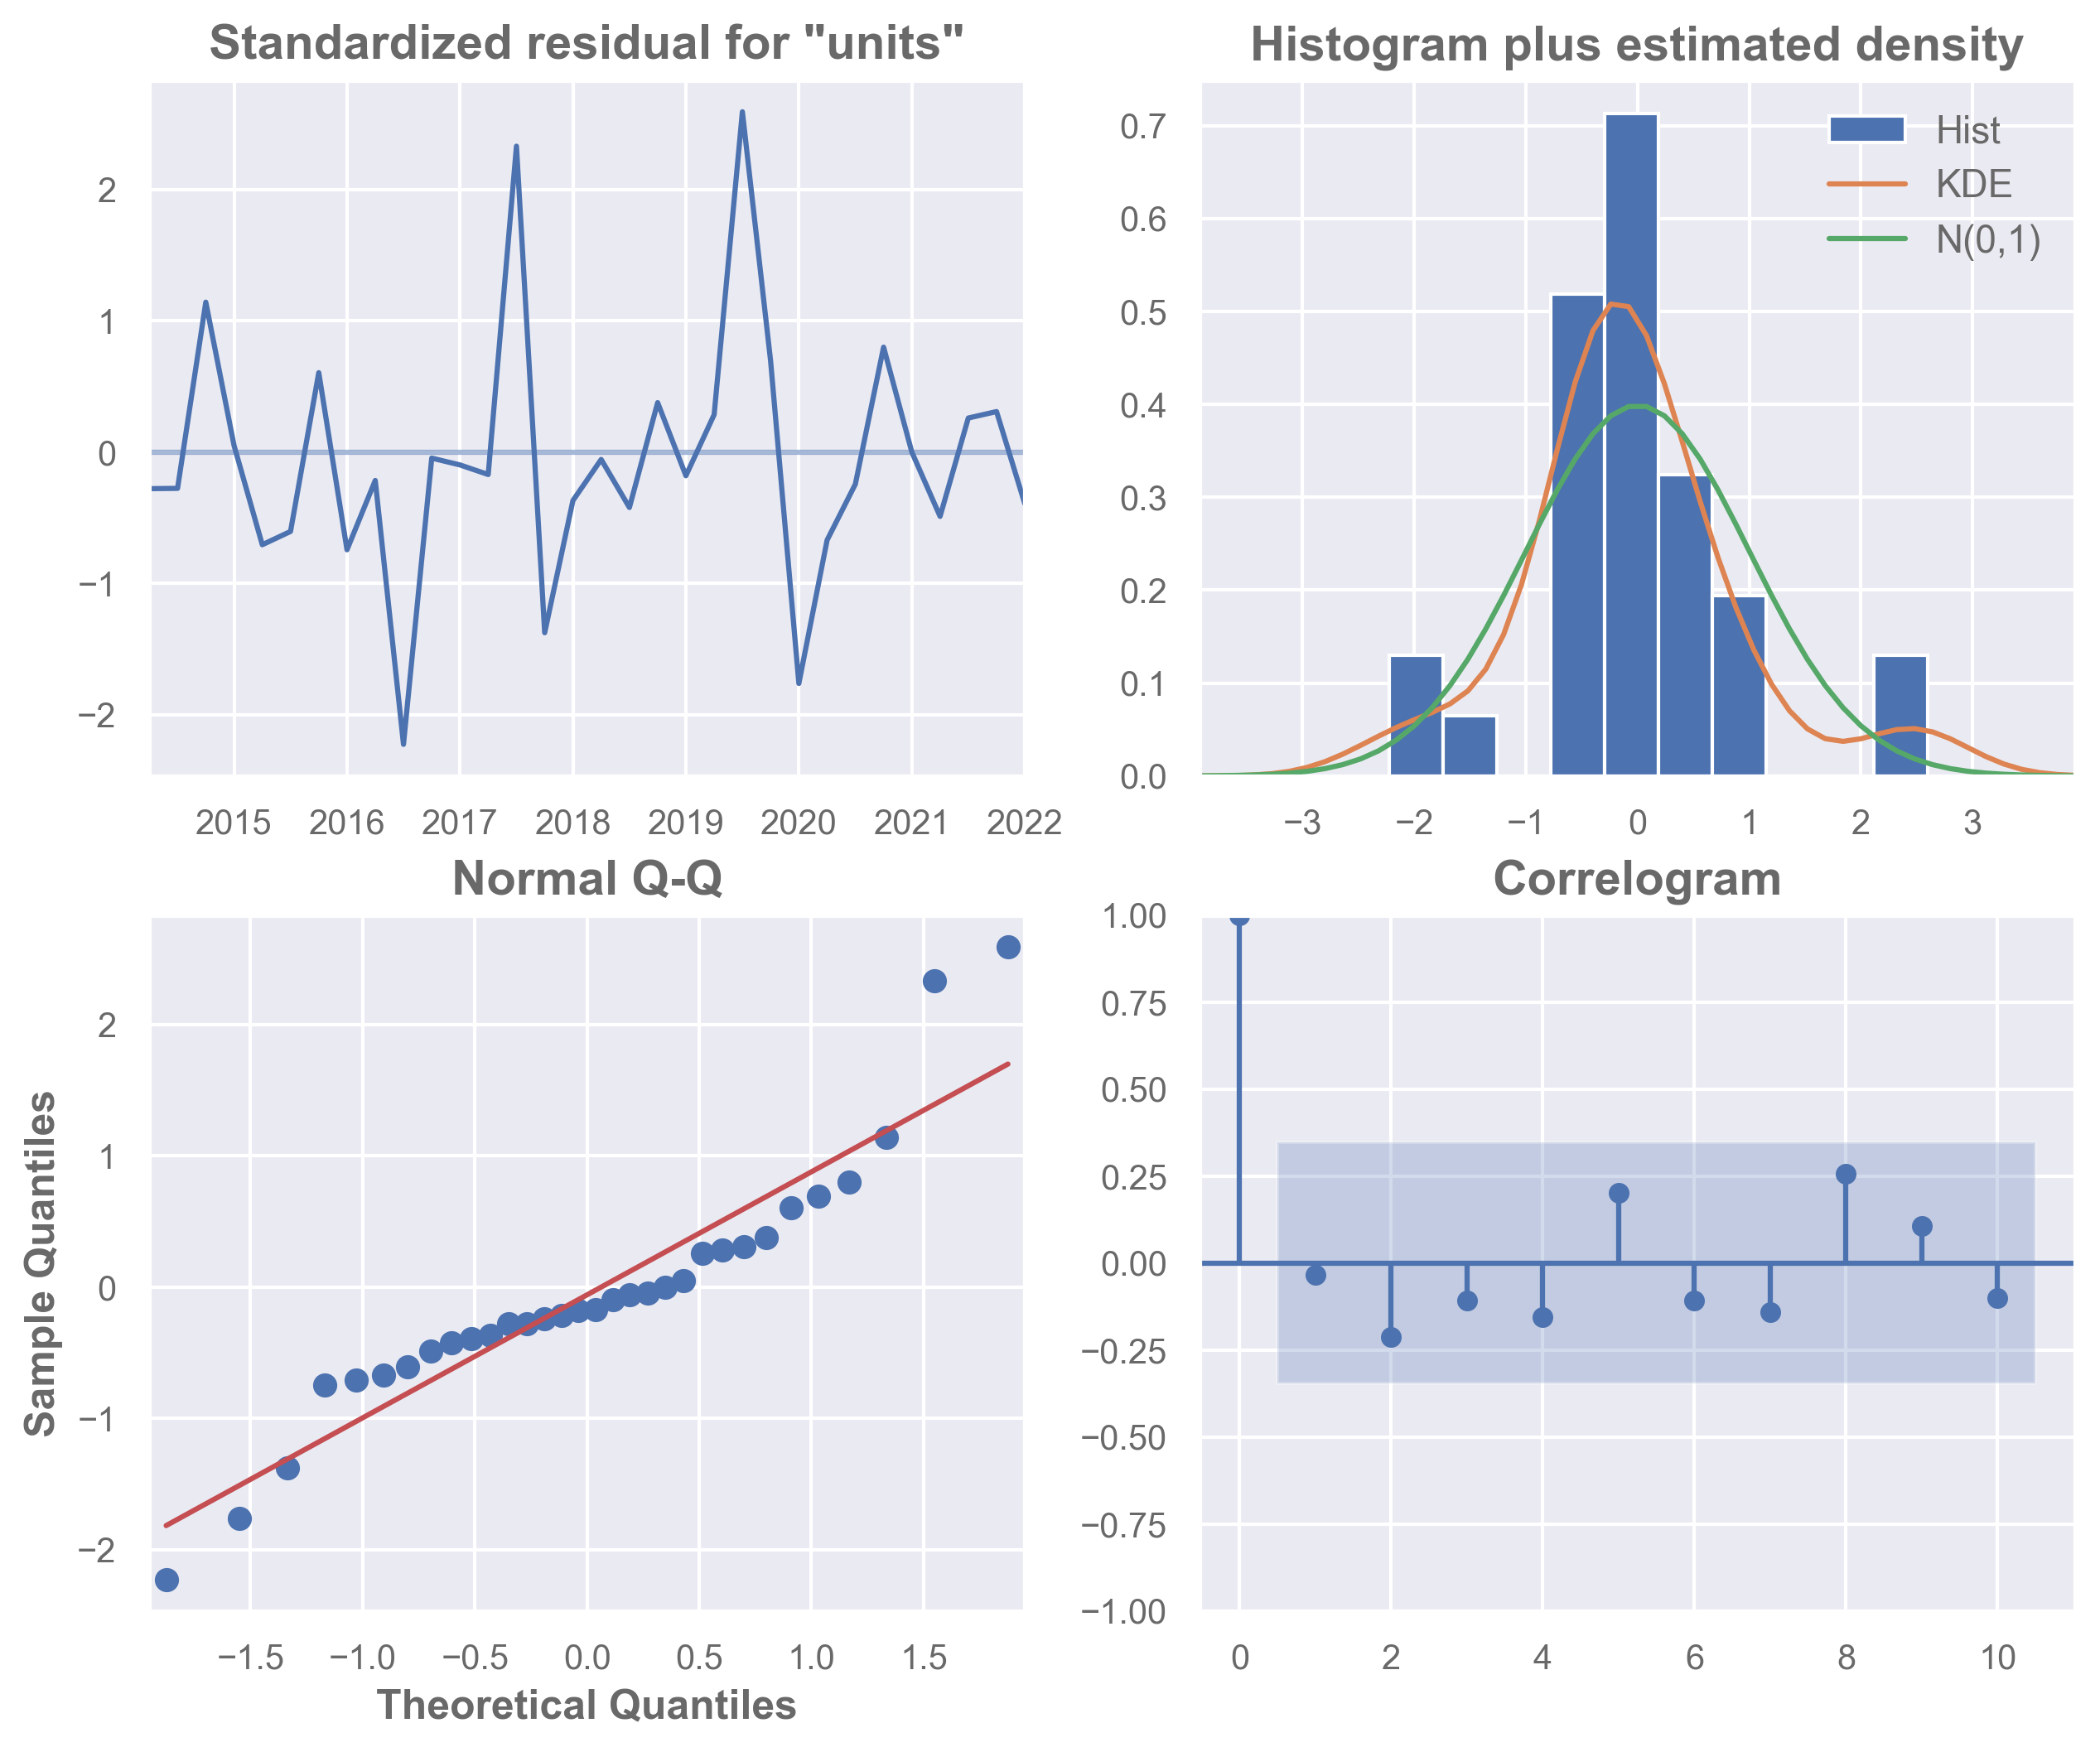 Standardized residual for "units"
2
1
0
−1
−2
2015 2016 2017 2018 2019 2020 2021 2022
Histogram plus estimated density
0.7
0.6
0.5
0.4
0.3
0.2
0.1
0.0
−3 −2 −1 0 1 2 3
Hist
KDE
N(0,1)
Normal Q-Q
Sample Quantiles
2
1
0
−1
−2
−1.5 −1.0 −0.5 0.0 0.5 1.0 1.5
Theoretical Quantiles
Correlogram
1.00
0.75
0.50
0.25
0.00
−0.25
−0.50
−0.75
−1.00
0 2 4 6 8 10